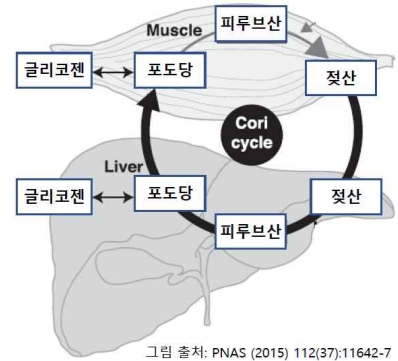 Muscle
피루브산
글리코젠
포도당
젖산
Cori
cycle
Liver
글리코젠
포도당
젖산
피루브산
그림 출처: PNAS (2015) 112(37):11642-7